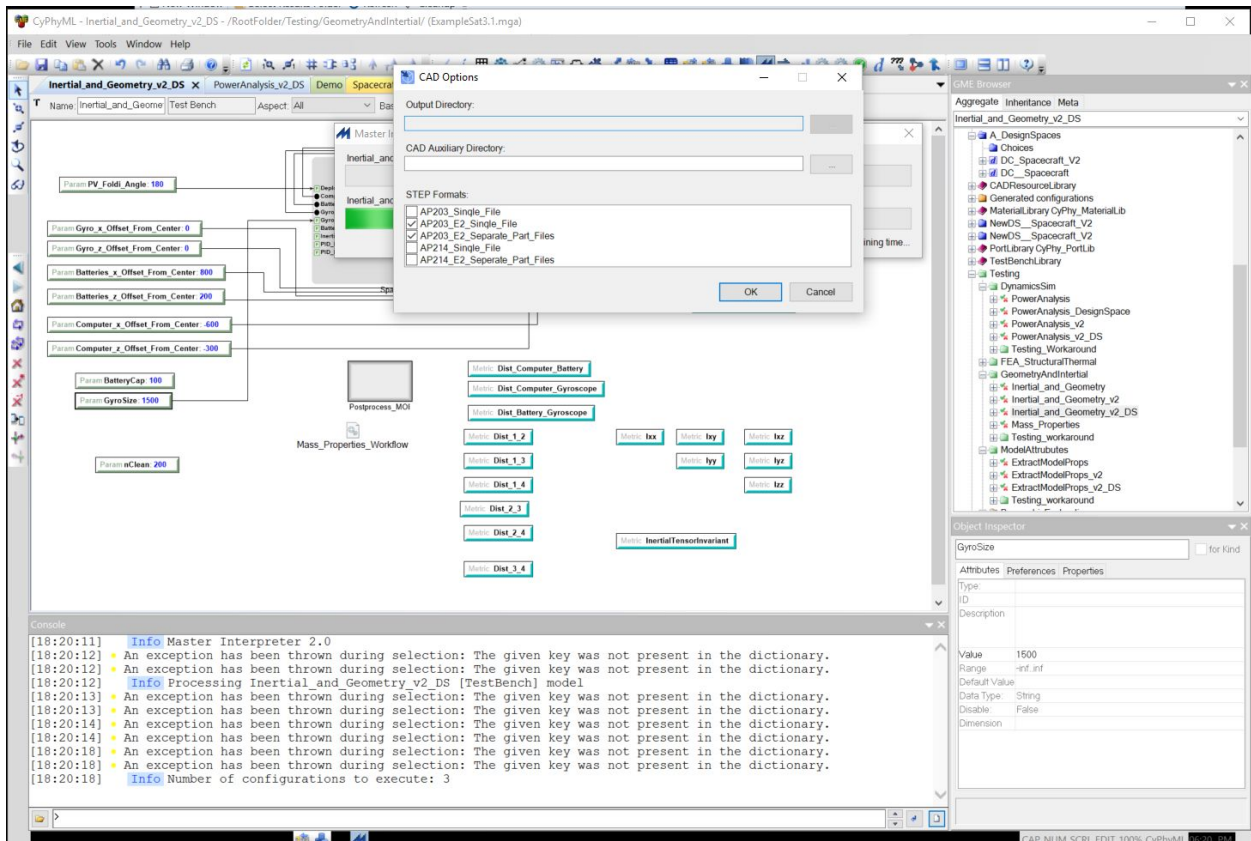 CyPhyML - Inertial_and_Geometry_v2_DS - /RootFolder/Testing/GeometryAndIntertial/ (ExampleSat3.1.mga)
File Edit View Tools Window Help
Inertial_and_Geometry_v2_DS X PowerAnalysis_v2_DS Demo Spacecra
Name: Inertial_and_Geome Test Bench Aspect: All Bas
Param PV_Foldi_Angle: 180
Param Gyro_x_Offset_From_Center: 0
Param Gyro_z_Offset_From_Center: 0
Param Batteries_x_Offset_From_Center: 800
Param Batteries_z_Offset_From_Center: 200
Param Computer_x_Offset_From_Center: -600
Param Computer_z_Offset_From_Center: -300
Param BatteryCap: 100
Param GyroSize: 1500
Param nClean: 200
Postprocess_MOI
Mass_Properties_Workflow
Metric Dist_Computer_Battery
Metric Dist_Computer_Gyroscope
Metric Dist_Battery_Gyroscope
Metric Dist_1_2
Metric Dist_1_3
Metric Dist_1_4
Metric Dist_2_3
Metric Dist_2_4
Metric Dist_3_4
Metric Ixx Metric Ixy Metric Ixz
Metric Iyy Metric Iyz
Metric Izz
Metric InertialTensorInvariant
Master In
Inertial_anc
Inertial_anc
ining time...
CAD Options
Output Directory:
CAD Auxiliary Directory:
...
STEP Formats:
AP203_Single_File
AP203_E2_Single_File
AP203_E2_Separate_Part_Files
AP214_Single_File
AP214_E2_Seperate_Part_Files
OK Cancel
GME Browser
Aggregate Inheritance Meta
Inertial_and_Geometry_v2_DS
A_DesignSpaces
Choices
DC_Spacecraft_V2
DC__Spacecraft
CADResourceLibrary
Generated configurations
MaterialLibrary CyPhy_MaterialLib
NewDS__Spacecraft_V2
NewDS__Spacecraft_V2
PortLibrary CyPhy_PortLib
TestBenchLibrary
Testing
DynamicsSim
PowerAnalysis
PowerAnalysis_DesignSpace
PowerAnalysis_v2
PowerAnalysis_v2_DS
Testing_Workaround
FEA_StructuralThermal
GeometryAndIntertial
Inertial_and_Geometry
Inertial_and_Geometry_v2
Inertial_and_Geometry_v2_DS
Mass_Properties
Testing_workaround
ModelAttrubutes
ExtractModelProps
ExtractModelProps_v2
ExtractModelProps_v2_DS
Testing_workaround
Object Inspector
GyroSize for Kind
Attributes Preferences Properties
Type:
ID
Description
Value 1500
Range -inf..inf
Default Value
Data Type: String
Disable: False
Dimension
Console
[18:20:11] Info Master Interpreter 2.0
[18:20:12] An exception has been thrown during selection: The given key was not present in the dictionary.
[18:20:12] An exception has been thrown during selection: The given key was not present in the dictionary.
[18:20:12] Info Processing Inertial_and_Geometry_v2_DS [TestBench] model
[18:20:13] An exception has been thrown during selection: The given key was not present in the dictionary.
[18:20:13] An exception has been thrown during selection: The given key was not present in the dictionary.
[18:20:14] An exception has been thrown during selection: The given key was not present in the dictionary.
[18:20:14] An exception has been thrown during selection: The given key was not present in the dictionary.
[18:20:18] An exception has been thrown during selection: The given key was not present in the dictionary.
[18:20:18] An exception has been thrown during selection: The given key was not present in the dictionary.
[18:20:18] Info Number of configurations to execute: 3
>
CAP NUM SCRL EDIT 100% CyPhyML 06:20 PM